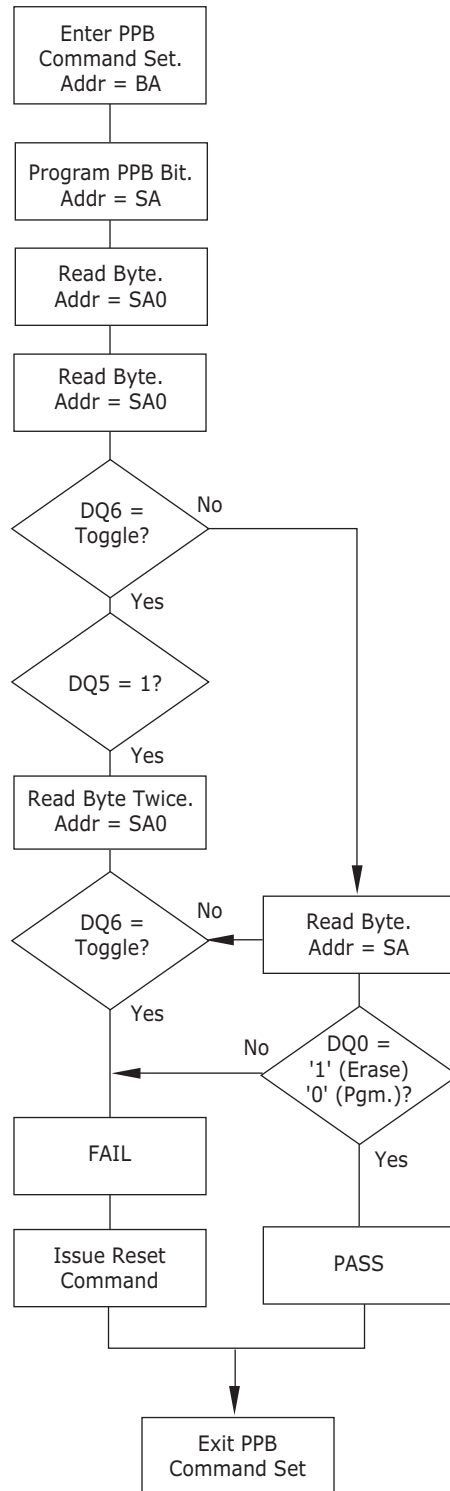 Enter PPB
Command Set.
Addr = BA
Program PPB Bit.
Addr = SA
Read Byte.
Addr = SA0
Read Byte.
Addr = SA0
DQ6 =
Toggle?
No
Yes
DQ5 = 1?
Yes
Read Byte Twice.
Addr = SA0
DQ6 =
Toggle?
No
Read Byte.
Addr = SA
Yes
No
DQ0 =
'1' (Erase)
'0' (Pgm.)?
Yes
FAIL
Issue Reset
Command
PASS
Exit PPB
Command Set